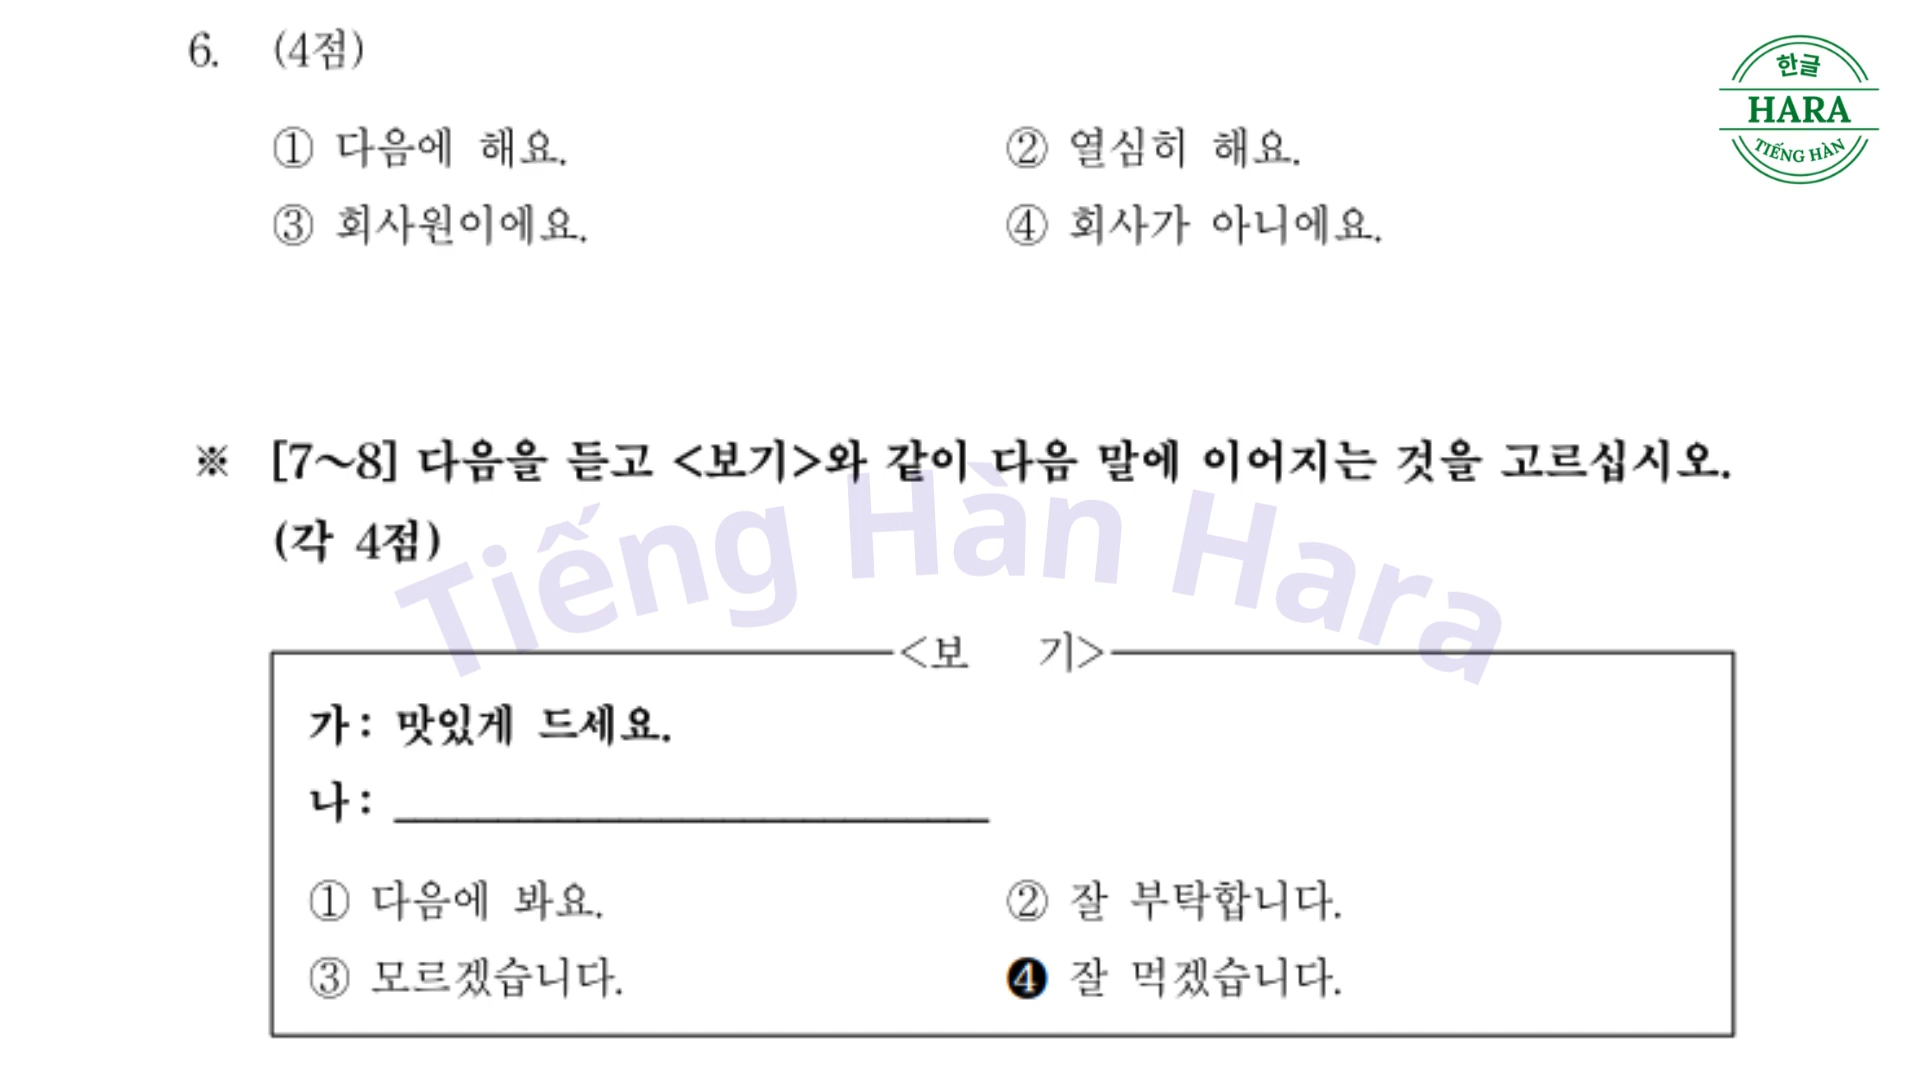 6. (4점)
① 다음에 해요. ② 열심히 해요.
③ 회사원이에요. ④ 회사가 아니에요.
한글
HARA
TIẾNG HÀN
※ [7～8] 다음을 듣고 <보기>와 같이 다음 말에 이어지는 것을 고르십시오.
(각 4점)
Tiếng Hàn Hara
<보 기>
가: 맛있게 드세요.
나: ______________________
① 다음에 봐요. ② 잘 부탁합니다.
③ 모르겠습니다. ❹ 잘 먹겠습니다.